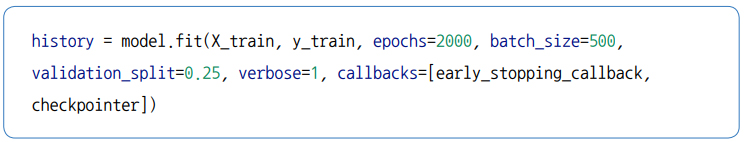 history = model.fit(X_train, y_train, epochs=2000, batch_size=500,
validation_split=0.25, verbose=1, callbacks=[early_stopping_callback,
checkpointer])